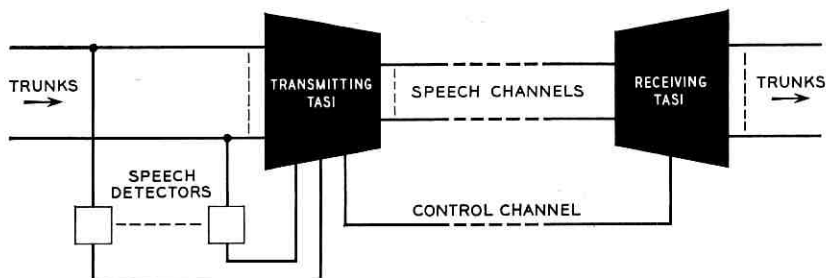 TRUNKS
TRANSMITTING
TASI
SPEECH CHANNELS
RECEIVING
TASI
TRUNKS
SPEECH
DETECTORS
CONTROL CHANNEL